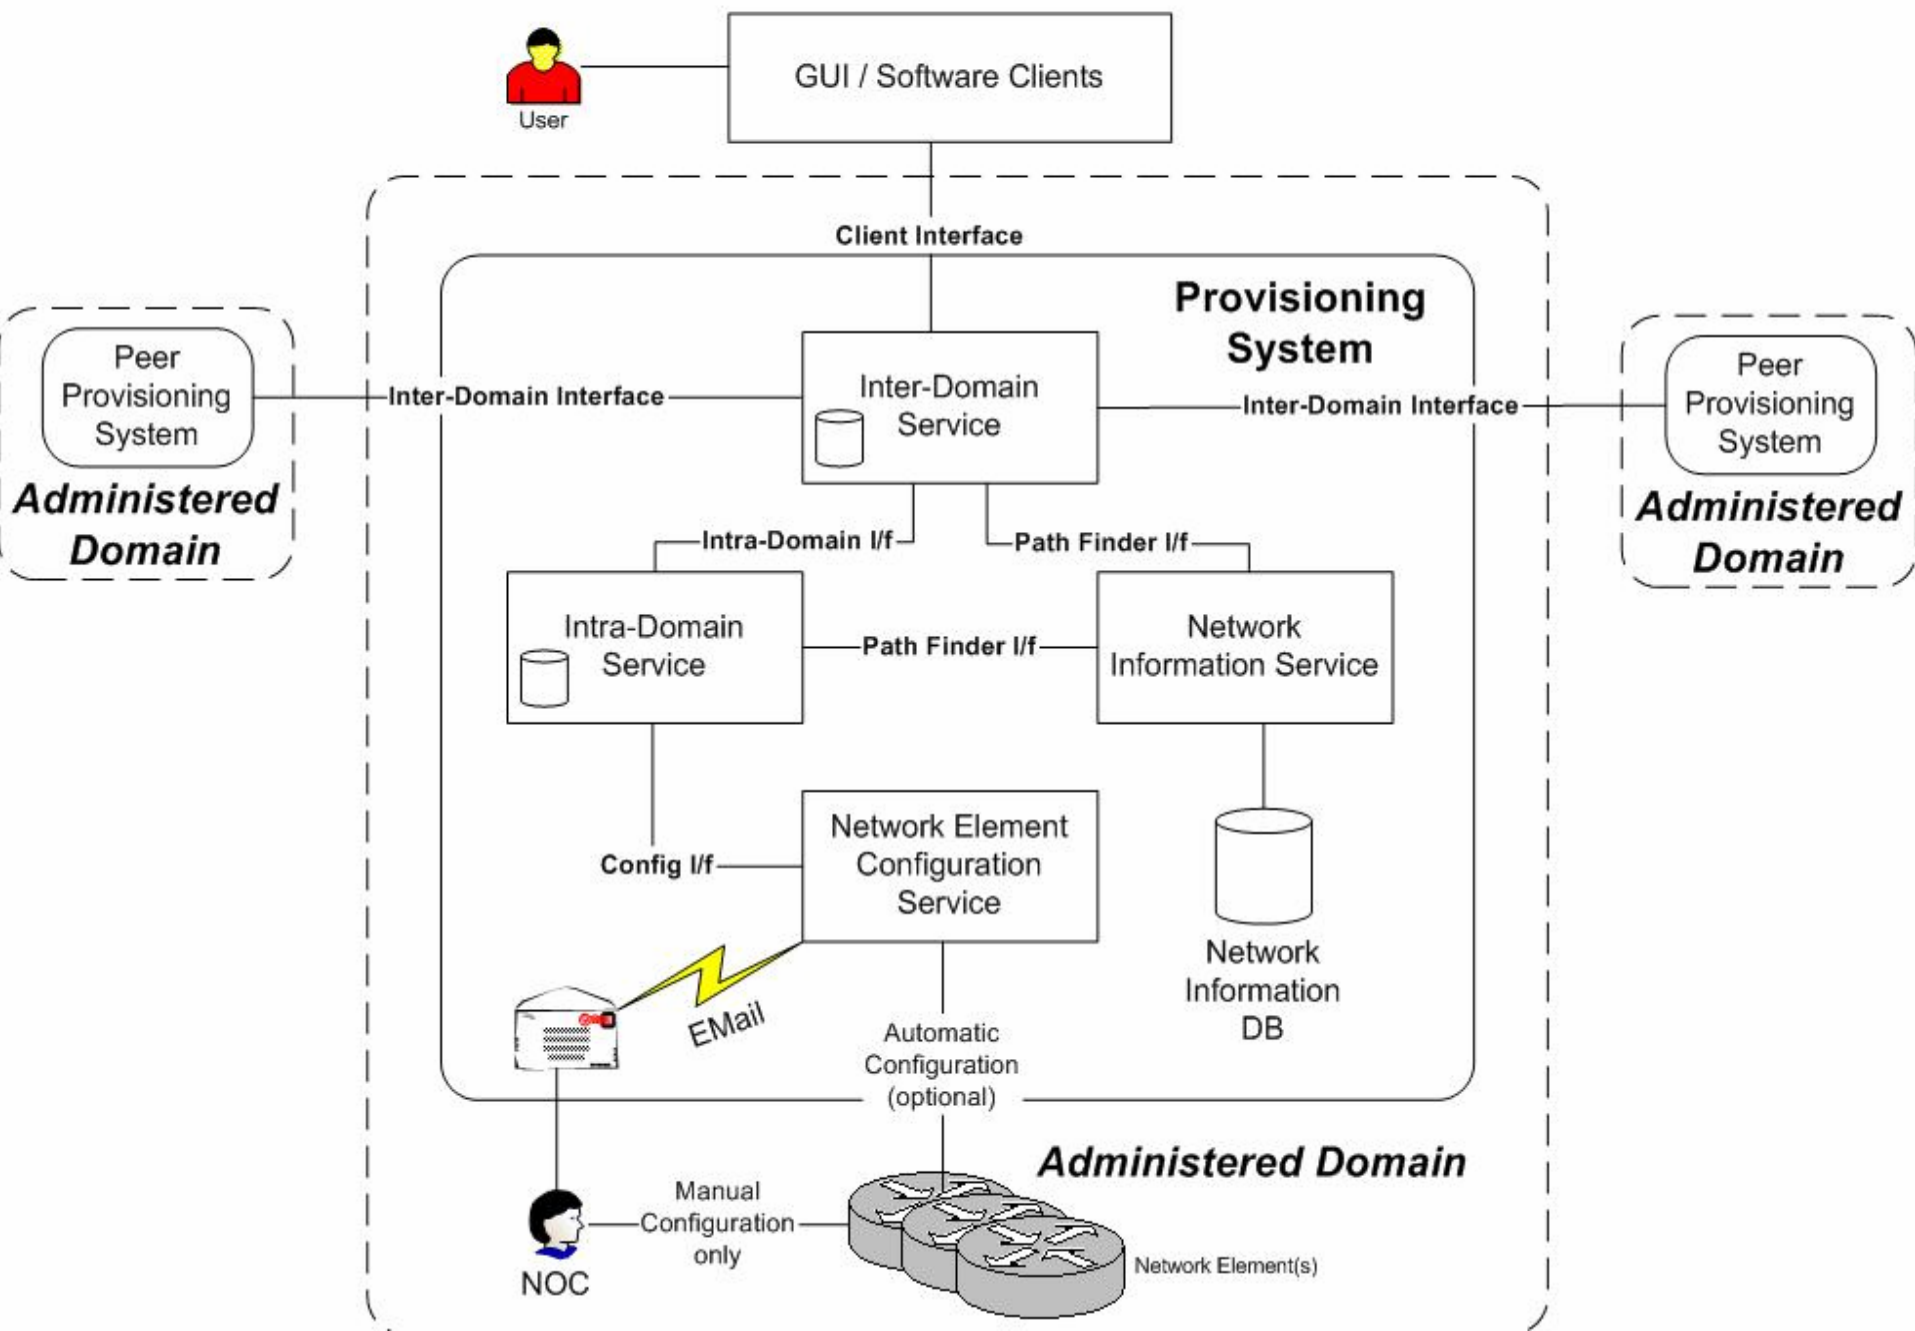 GUI / Software Clients
User
Client Interface
Provisioning
System
Peer
Provisioning
System
Administered
Domain
Inter-Domain Interface
Inter-Domain
Service
Inter-Domain Interface
Peer
Provisioning
System
Administered
Domain
Intra-Domain I/f
Path Finder I/f
Intra-Domain
Service
Path Finder I/f
Network
Information Service
Config I/f
Network Element
Configuration
Service
Network
Information
DB
EMail
Automatic
Configuration
(optional)
Administered Domain
Manual
Configuration
only
NOC
Network Element(s)